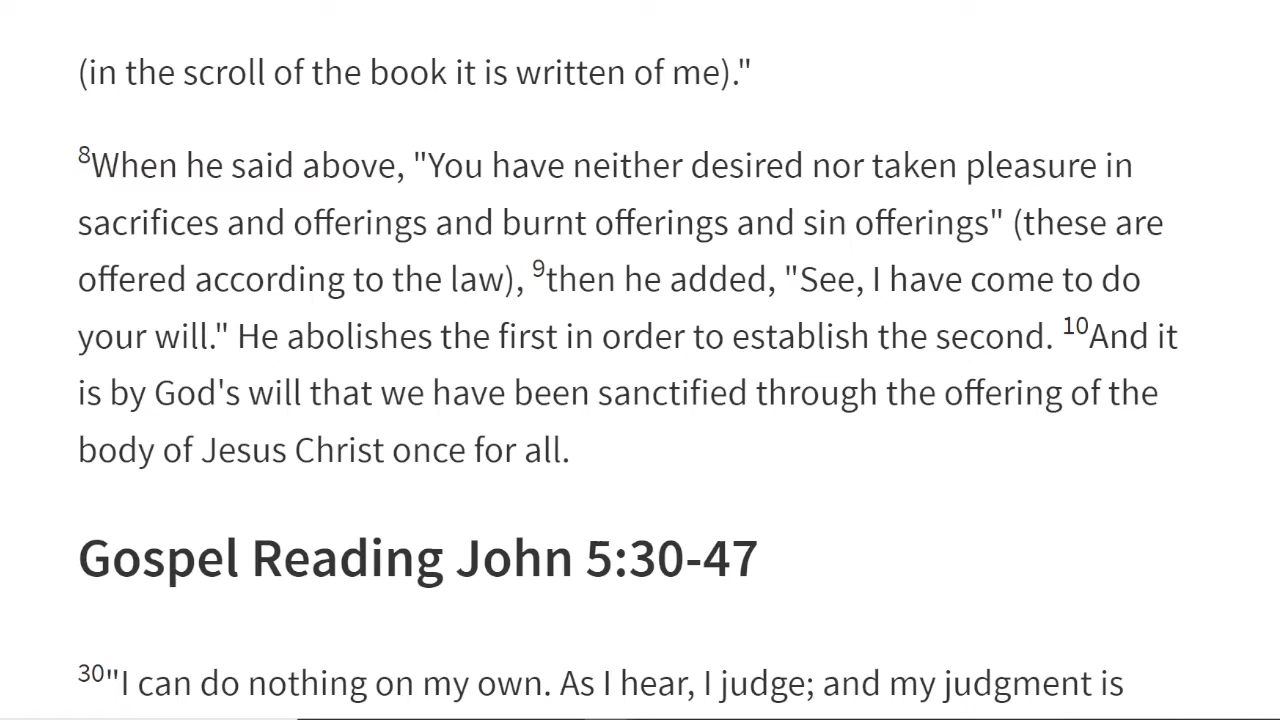 (in the scroll of the book it is written of me)."
8When he said above, "You have neither desired nor taken pleasure in
sacrifices and offerings and burnt offerings and sin offerings" (these are
offered according to the law), 9then he added, "See, I have come to do
your will." He abolishes the first in order to establish the second. 10And it
is by God's will that we have been sanctified through the offering of the
body of Jesus Christ once for all.
Gospel Reading John 5:30-47
30"I can do nothing on my own. As I hear, I judge; and my judgment is